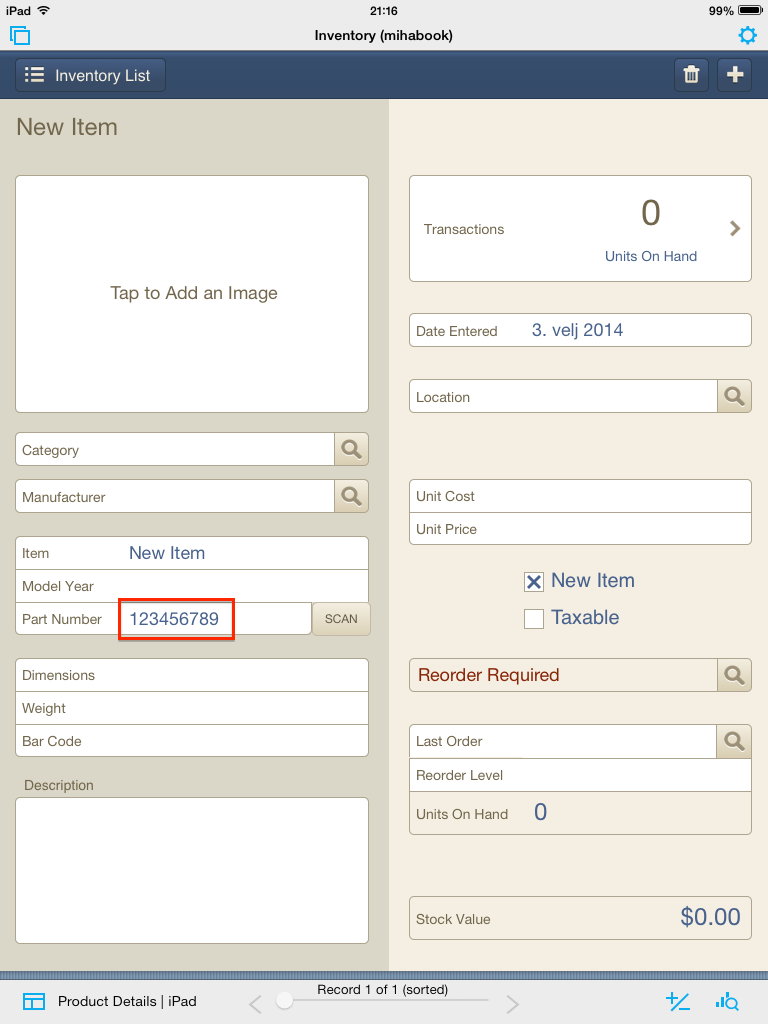 iPad 21:16 99%
Inventory (mihabook)
Inventory List
New Item
Tap to Add an Image
Category
Manufacturer
Item New Item
Model Year
Part Number 123456789 SCAN
Dimensions
Weight
Bar Code
Description
Transactions 0
Units On Hand
Date Entered 3. velj 2014
Location
Unit Cost
Unit Price
New Item
Taxable
Reorder Required
Last Order
Reorder Level
Units On Hand 0
Stock Value $0.00
Product Details | iPad
Record 1 of 1 (sorted)